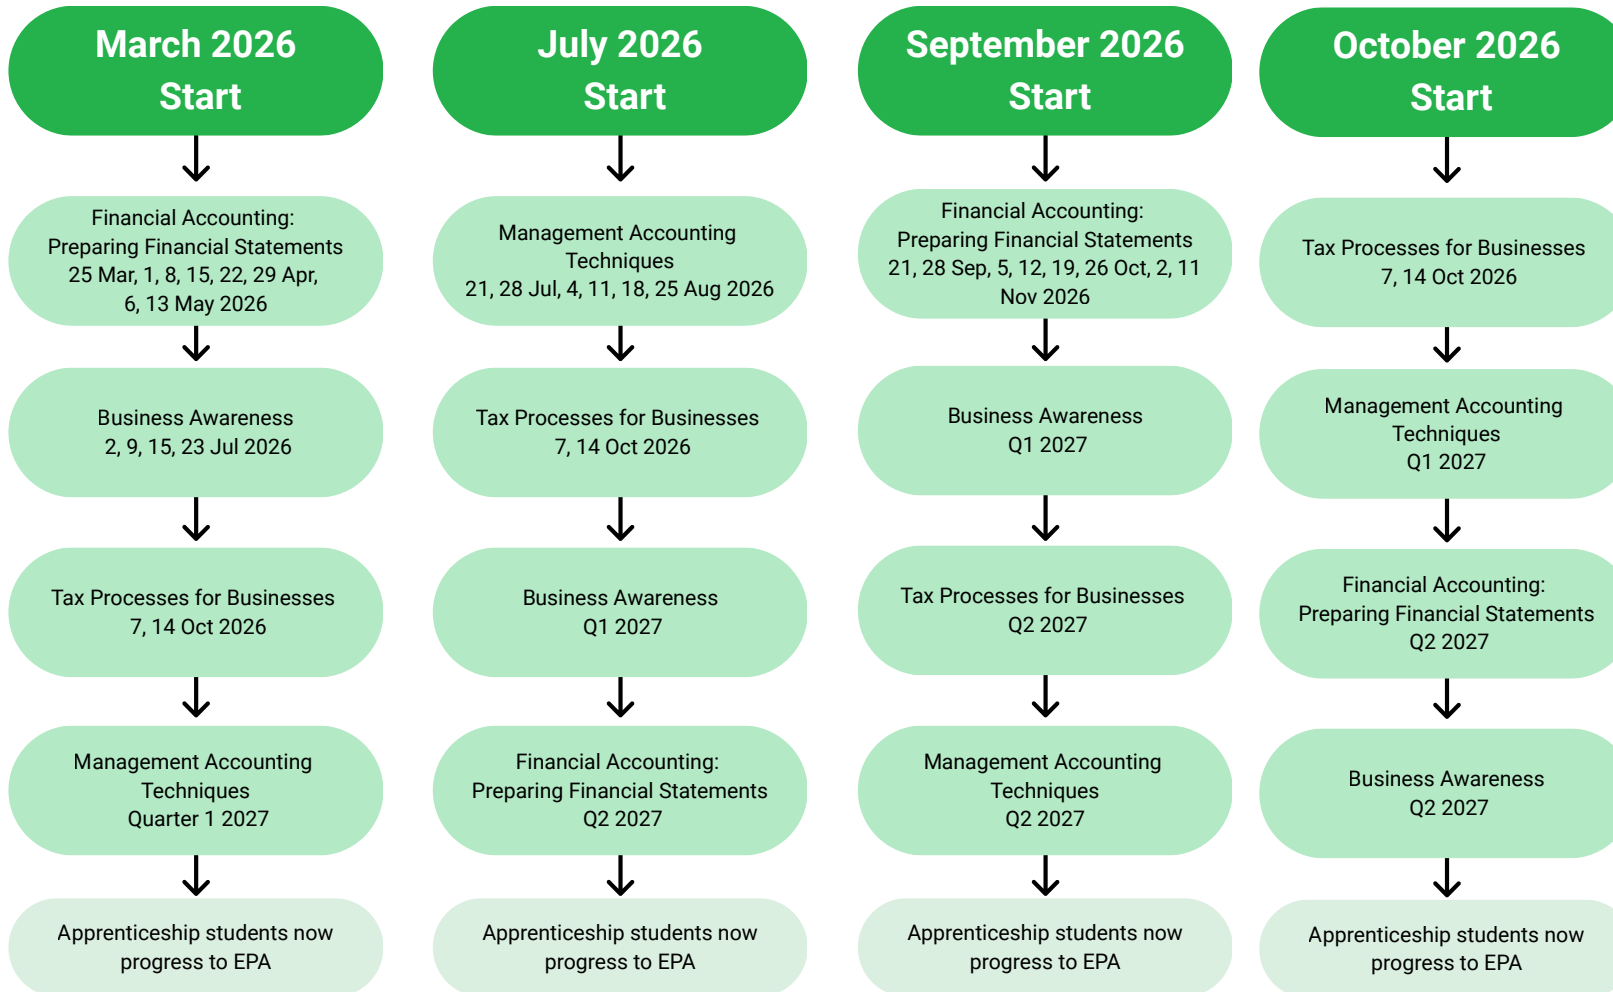 March 2026
Start
Financial Accounting:
Preparing Financial Statements
25 Mar, 1, 8, 15, 22, 29 Apr,
6, 13 May 2026
Business Awareness
2, 9, 15, 23 Jul 2026
Tax Processes for Businesses
7, 14 Oct 2026
Management Accounting
Techniques
Quarter 1 2027
Apprenticeship students now
progress to EPA
July 2026
Start
Management Accounting
Techniques
21, 28 Jul, 4, 11, 18, 25 Aug 2026
Tax Processes for Businesses
7, 14 Oct 2026
Business Awareness
Q1 2027
Financial Accounting:
Preparing Financial Statements
Q2 2027
Apprenticeship students now
progress to EPA
September 2026
Start
Financial Accounting:
Preparing Financial Statements
21, 28 Sep, 5, 12, 19, 26 Oct, 2, 11
Nov 2026
Business Awareness
Q1 2027
Tax Processes for Businesses
Q2 2027
Management Accounting
Techniques
Q2 2027
Apprenticeship students now
progress to EPA
October 2026
Start
Tax Processes for Businesses
7, 14 Oct 2026
Management Accounting
Techniques
Q1 2027
Financial Accounting:
Preparing Financial Statements
Q2 2027
Business Awareness
Q2 2027
Apprenticeship students now
progress to EPA